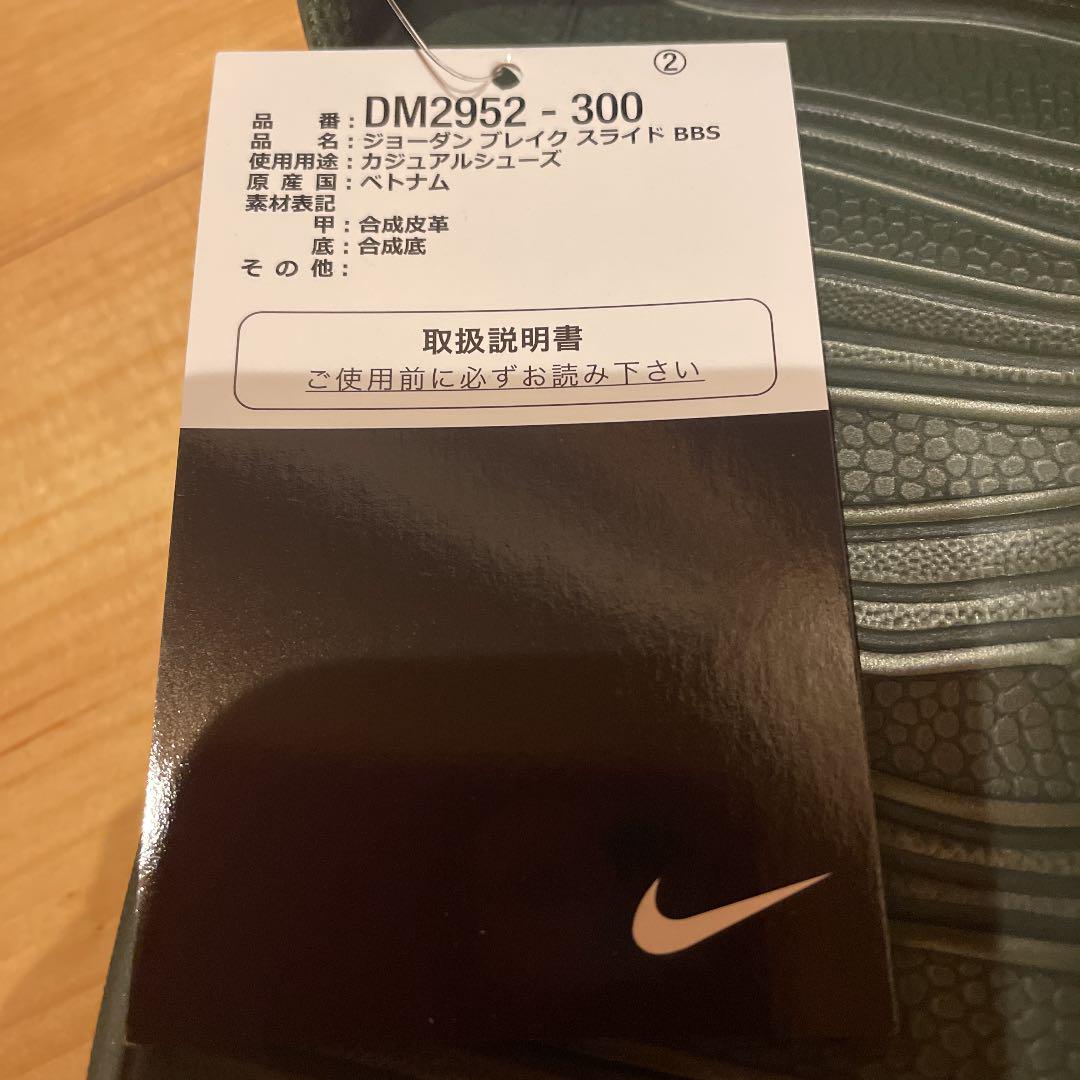 ②
品番：DM2952 - 300
品名：ジョーダン ブレイク スライド BBS
使用用途：カジュアルシューズ
原産国：ベトナム
素材表記
甲：合成皮革
底：合成底
その他：
取扱説明書
ご使用前に必ずお読み下さい